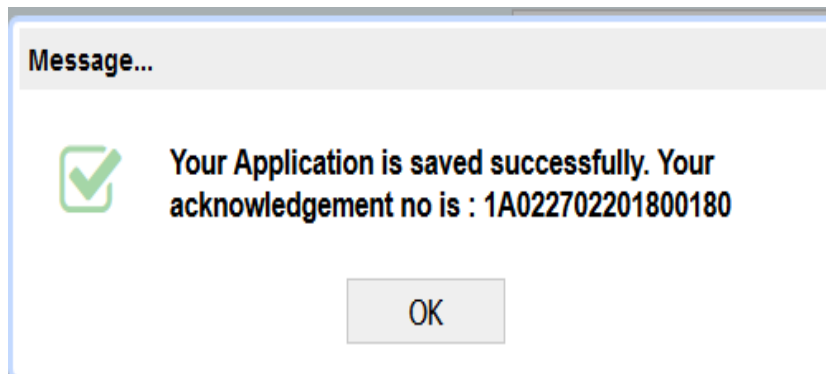 Message...
Your Application is saved successfully. Your
acknowledgement no is : 1A022702201800180
OK